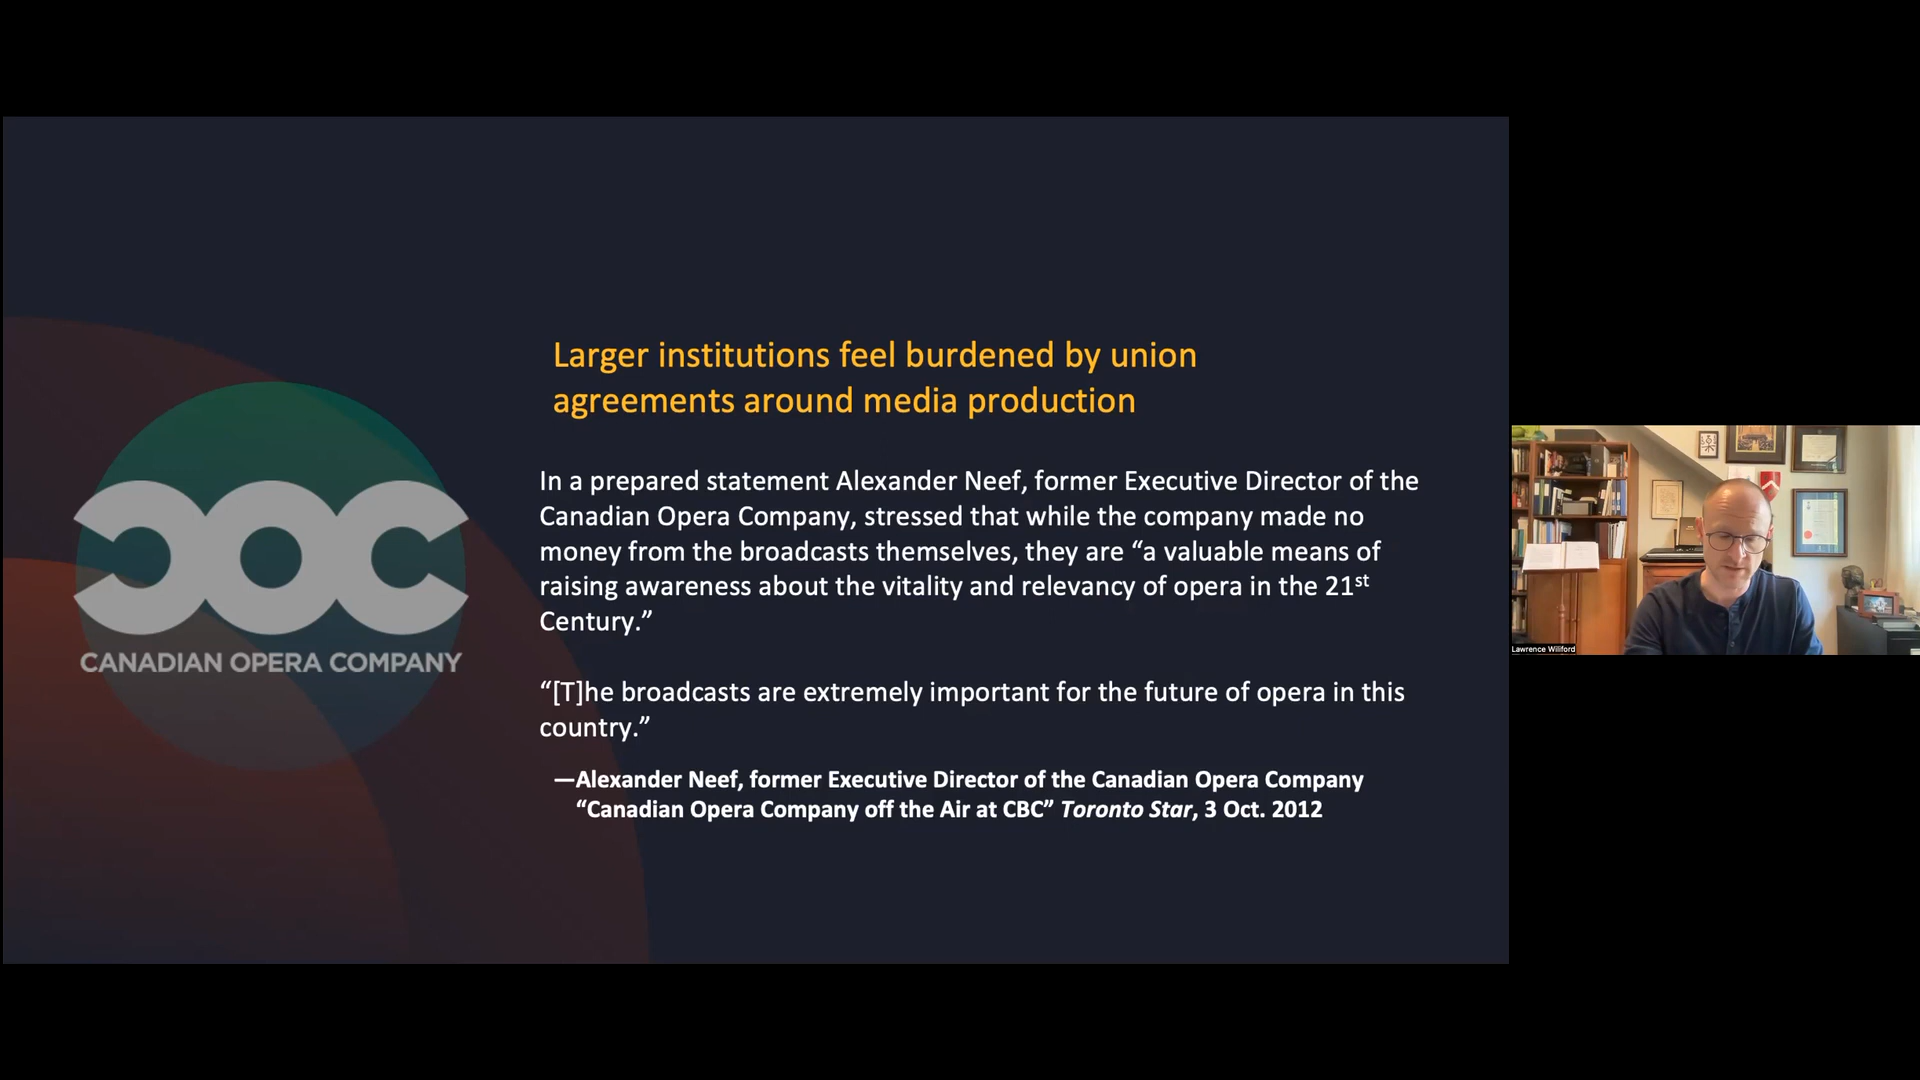 Larger institutions feel burdened by union
agreements around media production
In a prepared statement Alexander Neef, former Executive Director of the
Canadian Opera Company, stressed that while the company made no
money from the broadcasts themselves, they are “a valuable means of
raising awareness about the vitality and relevancy of opera in the 21st
Century.”
“[T]he broadcasts are extremely important for the future of opera in this
country.”
—Alexander Neef, former Executive Director of the Canadian Opera Company
“Canadian Opera Company off the Air at CBC” Toronto Star, 3 Oct. 2012
COC
CANADIAN OPERA COMPANY
Lawrence Wiliford